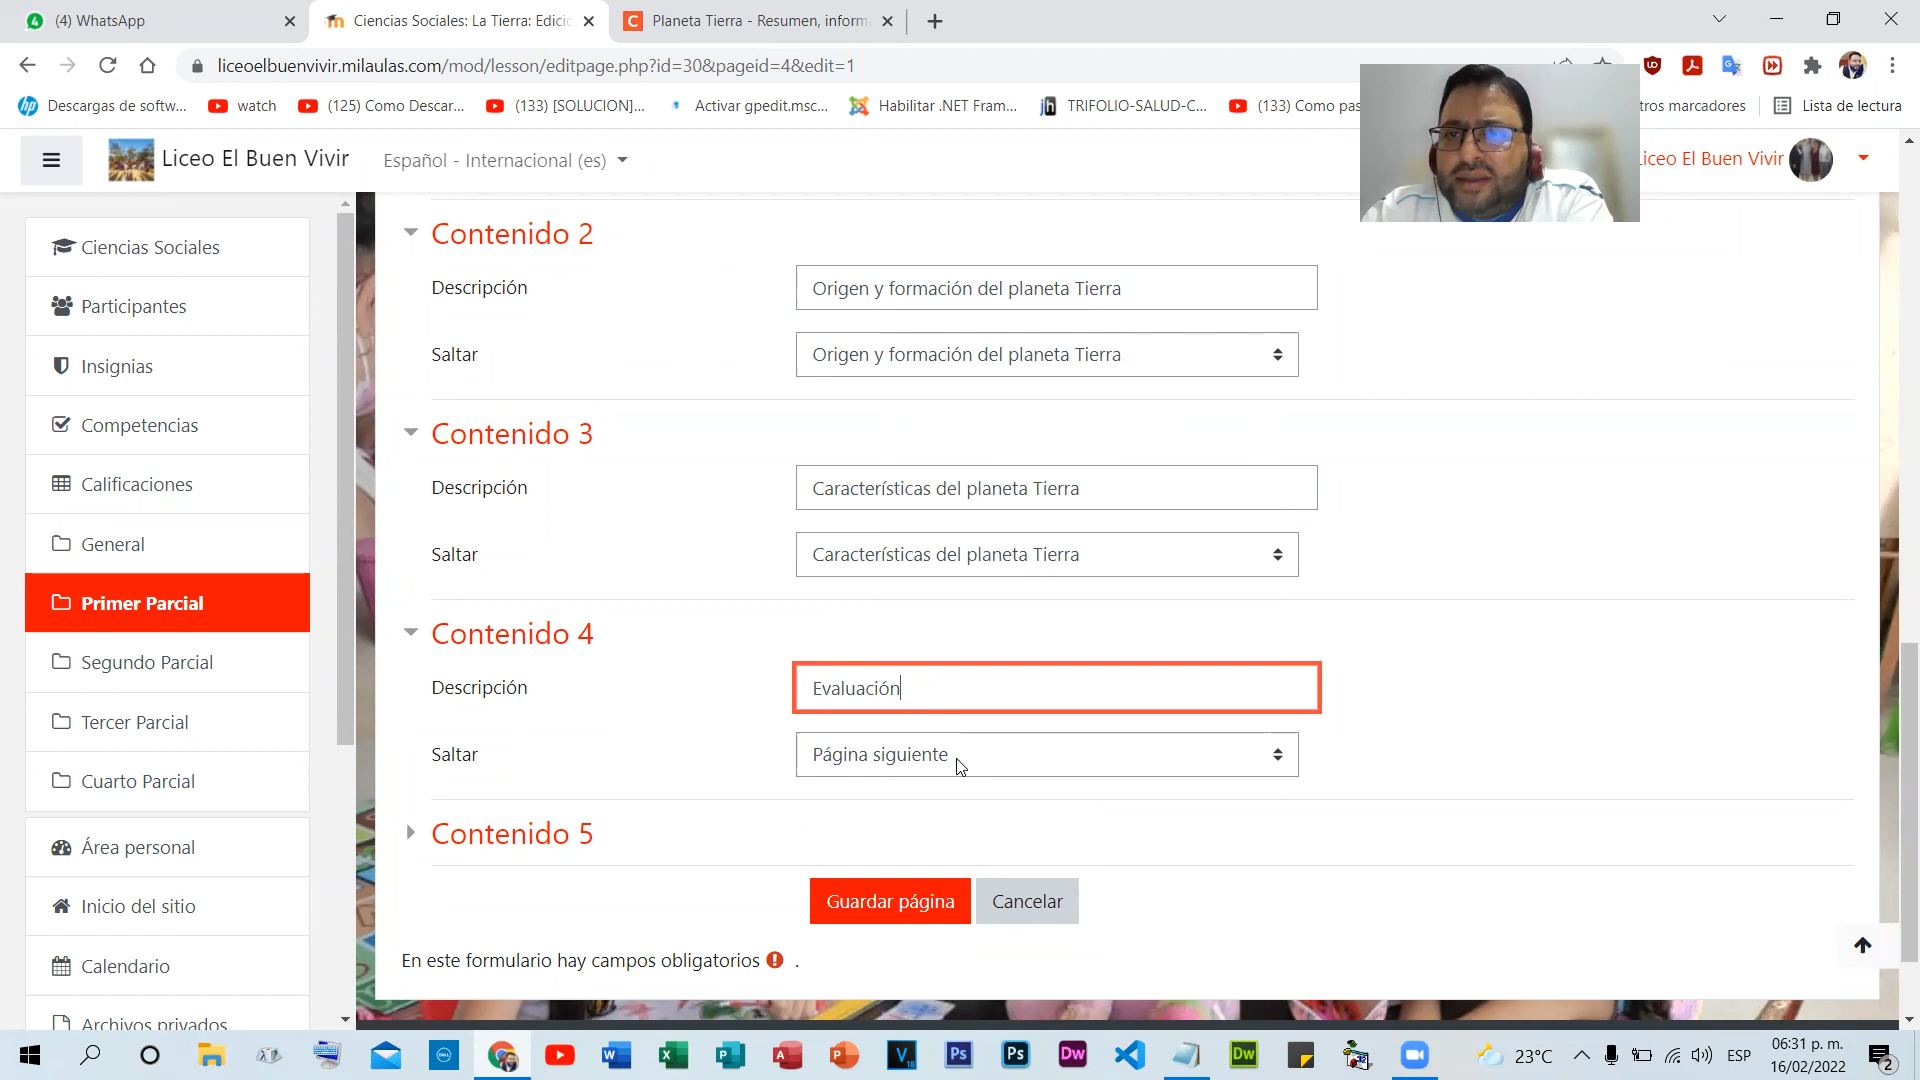 (4) WhatsApp
Ciencias Sociales: La Tierra: Edici
Planeta Tierra - Resumen, inform
liceoelbuenvivir.milaulas.com/mod/lesson/editpage.php?id=30&pageid=4&edit=1
Descargas de softw...
watch
(125) Como Descar...
(133) [SOLUCION]...
Activar gpedit.msc...
Habilitar .NET Fram...
TRIFOLIO-SALUD-C...
(133) Como pas
tros marcadores
Lista de lectura
Liceo El Buen Vivir
Español - Internacional (es)
Liceo El Buen Vivir
Ciencias Sociales
Participantes
Insignias
Competencias
Calificaciones
General
Primer Parcial
Segundo Parcial
Tercer Parcial
Cuarto Parcial
Área personal
Inicio del sitio
Calendario
Archivos privados
Contenido 2
Descripción
Origen y formación del planeta Tierra
Saltar
Origen y formación del planeta Tierra
Contenido 3
Descripción
Características del planeta Tierra
Saltar
Características del planeta Tierra
Contenido 4
Descripción
Evaluación
Saltar
Página siguiente
Contenido 5
Guardar página
Cancelar
En este formulario hay campos obligatorios .
23°C
ESP
06:31 p. m.
16/02/2022
2